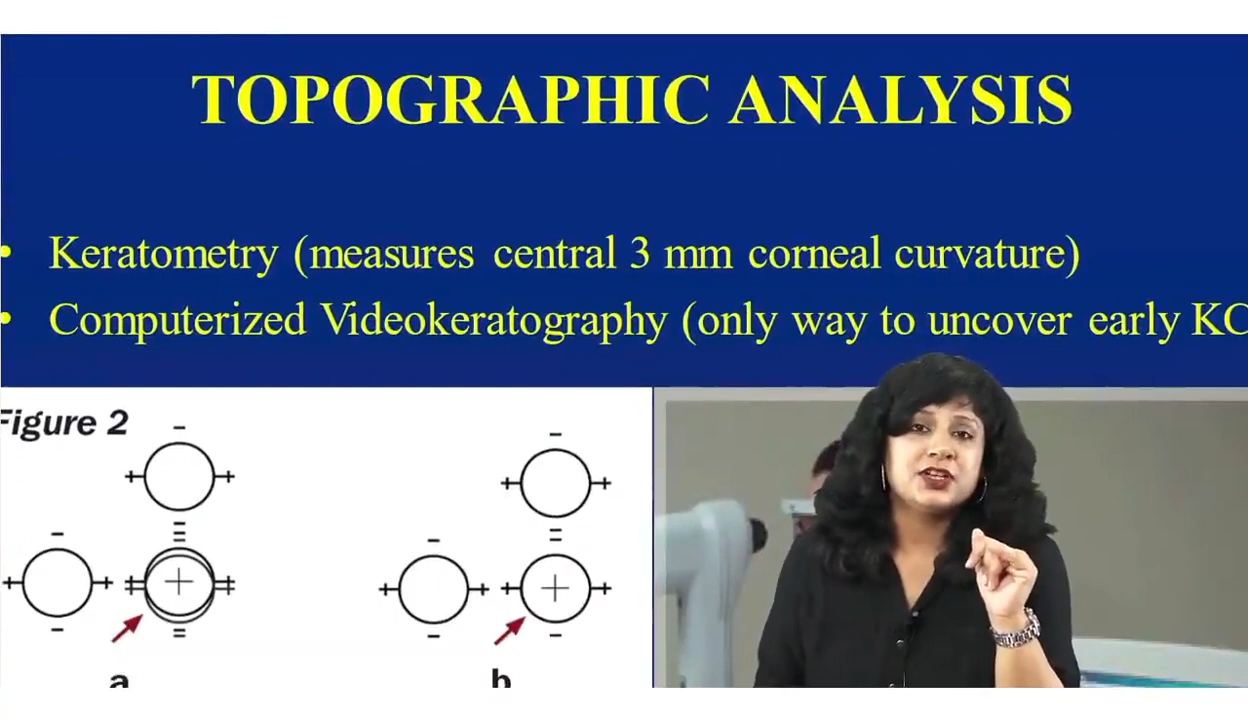 TOPOGRAPHIC ANALYSIS
• Keratometry (measures central 3 mm corneal curvature)
• Computerized Videokeratography (only way to uncover early KC
Figure 2
a
b